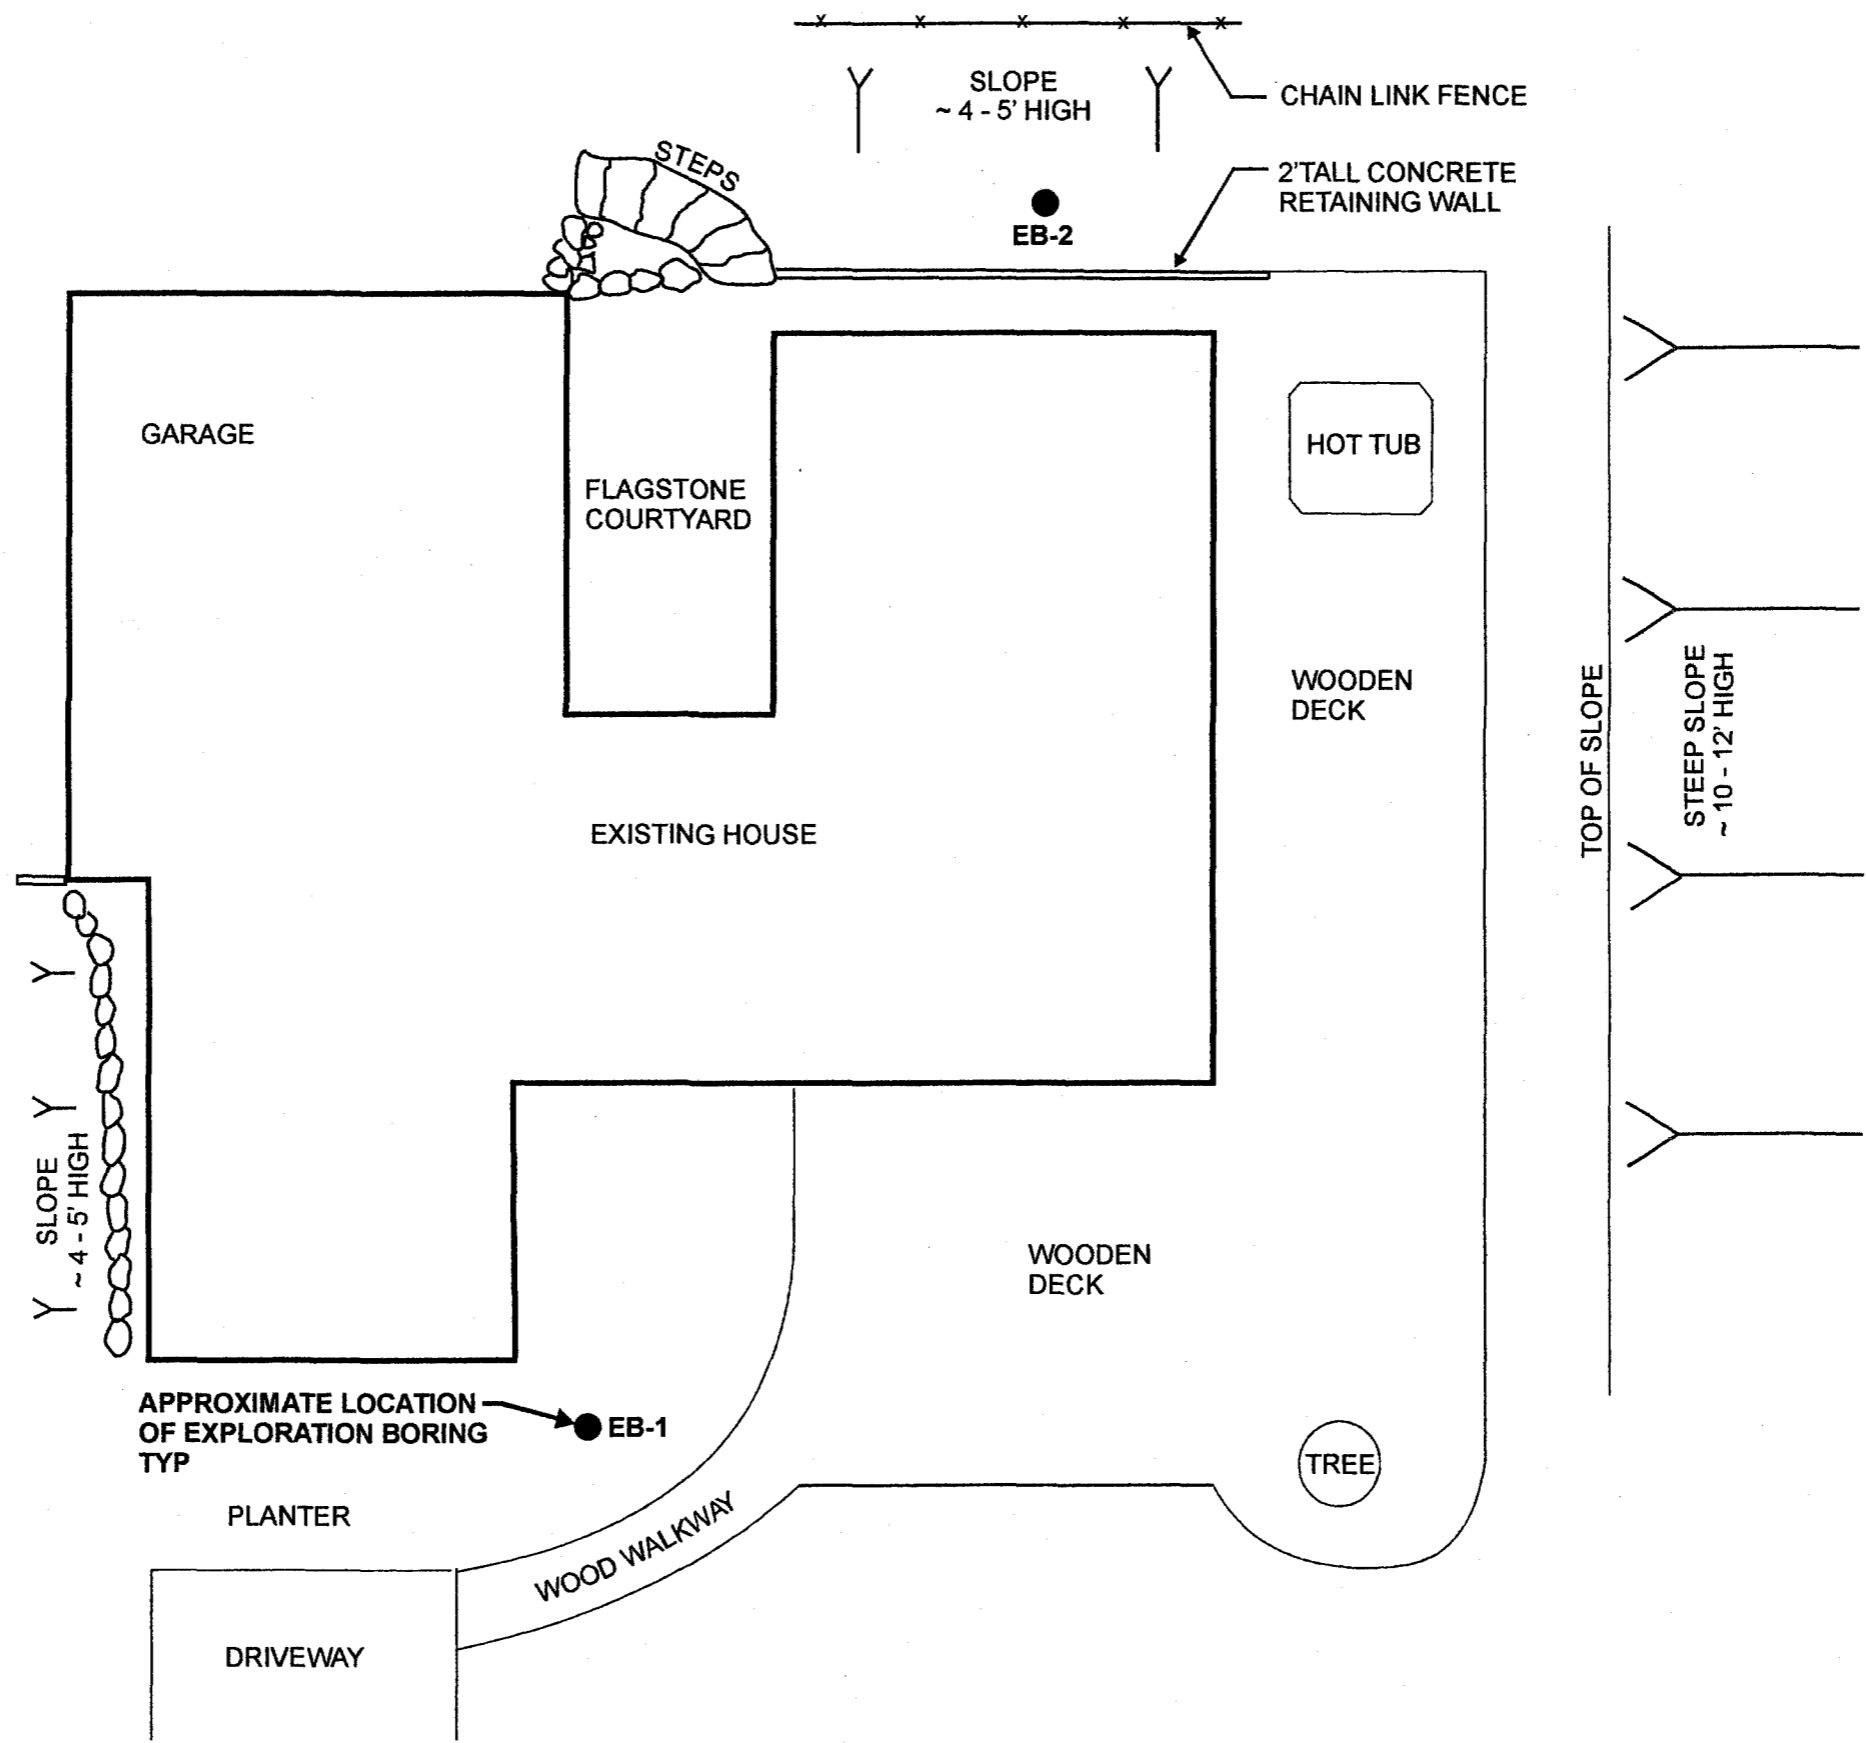 SLOPE
~ 4 - 5' HIGH
CHAIN LINK FENCE
STEPS
2'TALL CONCRETE
RETAINING WALL
EB-2
GARAGE
HOT TUB
FLAGSTONE
COURTYARD
WOODEN
DECK
TOP OF SLOPE
STEEP SLOPE
~ 10 - 12' HIGH
EXISTING HOUSE
SLOPE
~ 4 - 5' HIGH
WOODEN
DECK
APPROXIMATE LOCATION
OF EXPLORATION BORING
TYP
EB-1
TREE
PLANTER
WOOD WALKWAY
DRIVEWAY